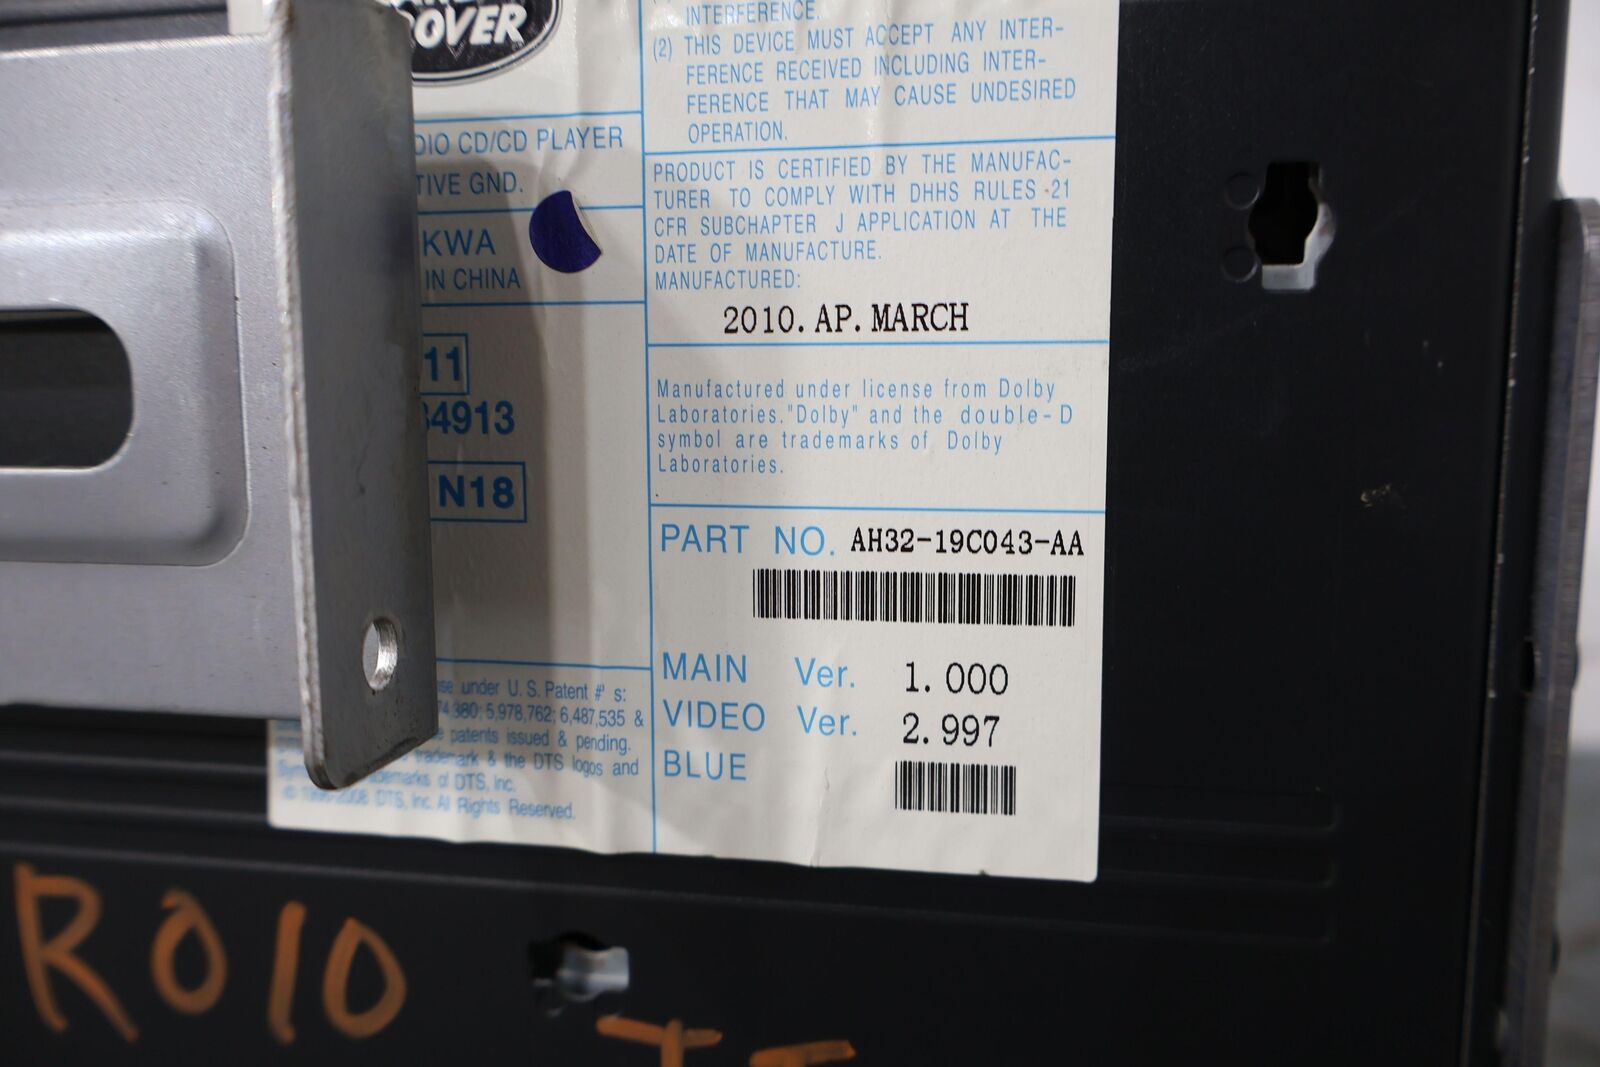 OVER
DIO CD/CD PLAYER
TIVE GND.
KWA
IN CHINA
11
34913
N18
se under U.S. Patent #' s:
74,380; 5,978,762; 6,487,535 &
patents issued & pending.
trademark & the DTS logos and
of DTS, Inc.
DTS, Inc. All Rights Reserved.
INTERFERENCE.
(2) THIS DEVICE MUST ACCEPT ANY INTER-
FERENCE RECEIVED INCLUDING INTER-
FERENCE THAT MAY CAUSE UNDESIRED
OPERATION.
PRODUCT IS CERTIFIED BY THE MANUFAC-
TURER TO COMPLY WITH DHHS RULES -21
CFR SUBCHAPTER J APPLICATION AT THE
DATE OF MANUFACTURE.
MANUFACTURED:
2010. AP. MARCH
Manufactured under license from Dolby
Laboratories."Dolby" and the double-D
symbol are trademarks of Dolby
Laboratories.
PART NO. AH32-19C043-AA
MAIN Ver. 1.000
VIDEO Ver. 2.997
BLUE
R010